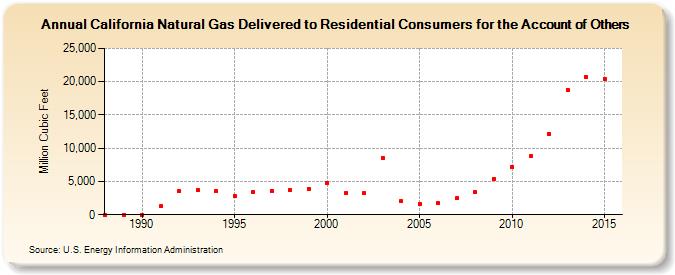 Annual California Natural Gas Delivered to Residential Consumers for the Account of Others
Million Cubic Feet
25,000
20,000
15,000
10,000
5,000
0
1990 1995 2000 2005 2010 2015
Source: U.S. Energy Information Administration